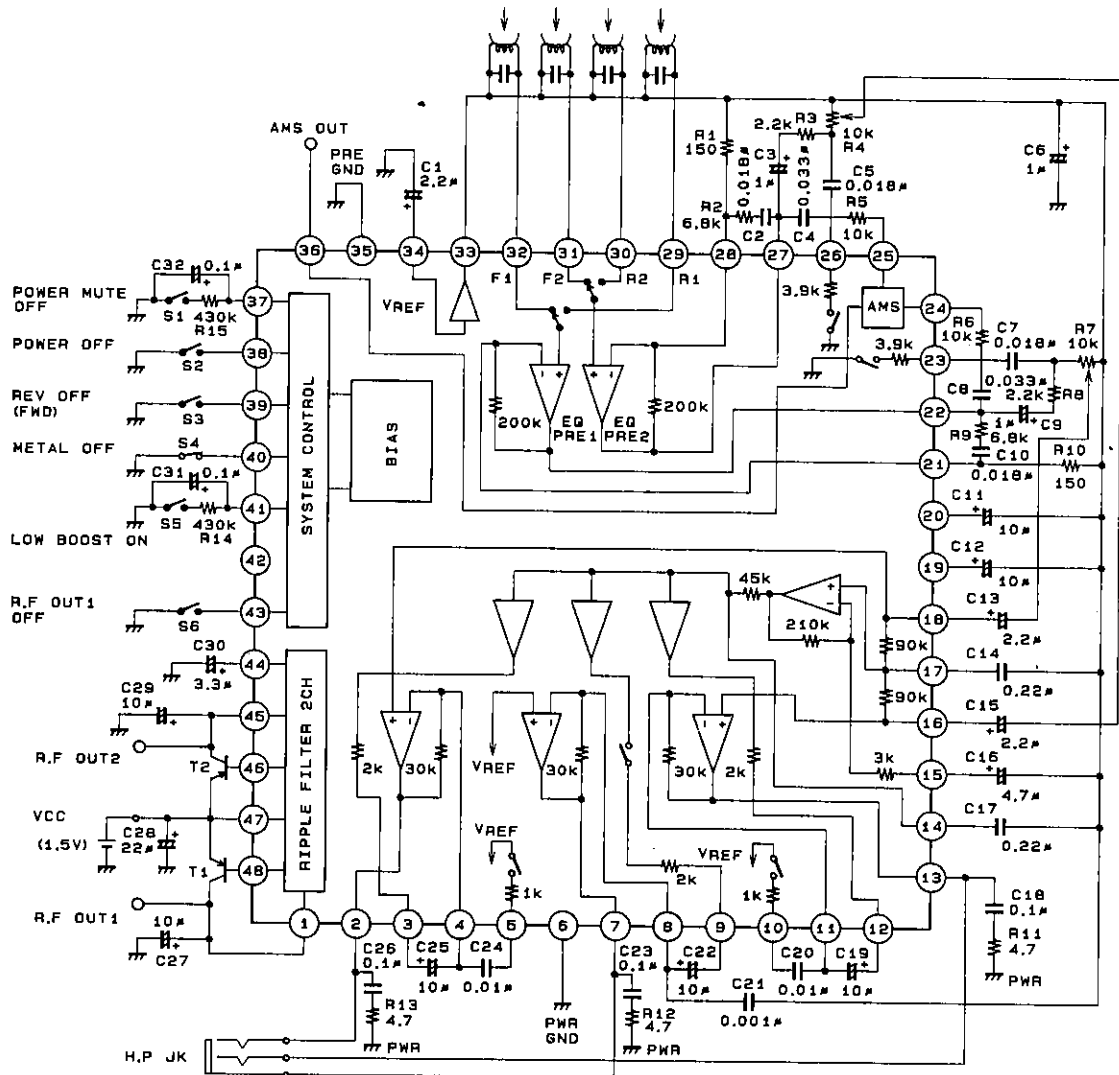 AMS OUT
PRE
GND
C1
2.2μ
R1
150
2.2k
R3
10k
R4
C6
1μ
0.018μ
C3
1μ
0.033μ
C5
0.018μ
R2
6.8k
C2
C4
R5
10k
36
35
34
33
32
31
30
29
28
27
26
25
C32
0.1μ
POWER MUTE
OFF
S1
430k
R15
37
VREF
F1
F2
R2
R1
3.9k
AMS
24
R6
10k
C7
0.018μ
R7
10k
POWER OFF
S2
38
3.9k
23
C8
0.033μ
2.2k
R8
REV OFF
(FWD)
S3
39
SYSTEM CONTROL
BIAS
200k
EQ
PRE1
EQ
PRE2
200k
22
1μ
C9
R9
6.8k
METAL OFF
S4
40
21
C10
0.018μ
R10
150
C31
0.1μ
S5
430k
R14
41
LOW BOOST ON
20
C11
10μ
42
19
C12
10μ
R.F OUT1
OFF
S6
43
45k
210k
18
C13
2.2μ
90k
C30
3.3μ
44
17
C14
0.22μ
90k
C29
10μ
45
16
C15
2.2μ
R.F OUT2
T2
46
RIPPLE FILTER 2CH
2k
30k
VREF
30k
30k
2k
3k
15
C16
4.7μ
VCC
(1.5V)
C28
22μ
47
14
C17
0.22μ
T1
48
VREF
1k
2k
VREF
1k
13
R.F OUT1
10μ
C27
1
2
3
4
5
6
7
8
9
10
11
12
C18
0.1μ
R11
4.7
PWR
C26
0.1μ
C25
10μ
C24
0.01μ
C23
0.1μ
C22
10μ
C20
0.01μ
C19
10μ
C21
0.001μ
R13
4.7
PWR
PWR
GND
R12
4.7
PWR
H.P JK